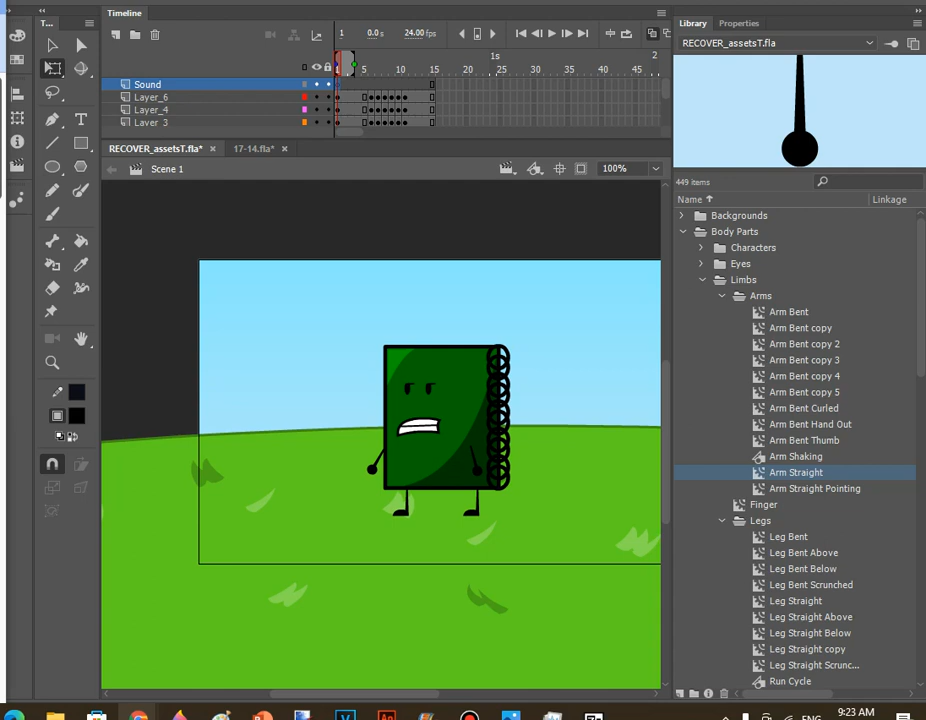 Timeline
T...
1 0.0 s 24.00 fps
1s 2
1 5 10 15 20 25 30 35 40 45
Sound
Layer_6
Layer_4
Layer 3
RECOVER_assetsT.fla* × 17-14.fla* ×
Scene 1
100%
Library Properties
RECOVER_assetsT.fla
449 items
Name Linkage
Backgrounds
Body Parts
Characters
Eyes
Limbs
Arms
Arm Bent
Arm Bent copy
Arm Bent copy 2
Arm Bent copy 3
Arm Bent copy 4
Arm Bent copy 5
Arm Bent Curled
Arm Bent Hand Out
Arm Bent Thumb
Arm Shaking
Arm Straight
Arm Straight Pointing
Finger
Legs
Leg Bent
Leg Bent Above
Leg Bent Below
Leg Bent Scrunched
Leg Straight
Leg Straight Above
Leg Straight Below
Leg Straight copy
Leg Straight Scrunc...
Run Cycle
9:23 AM